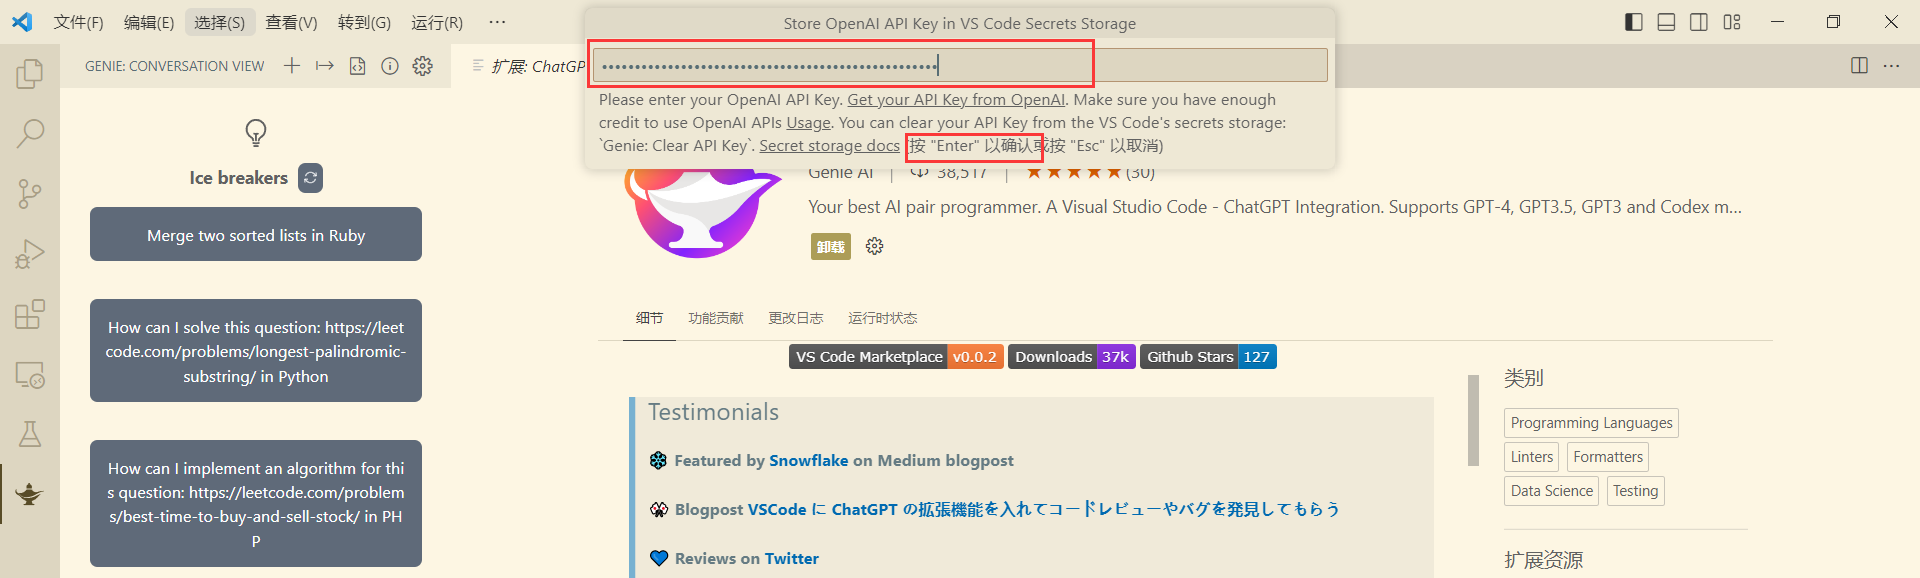 文件(F) 编辑(E) 选择(S) 查看(V) 转到(G) 运行(R) ···
Store OpenAI API Key in VS Code Secrets Storage
••••••••••••••••••••••••••••••••••••••••••••••••••••
Please enter your OpenAI API Key. Get your API Key from OpenAI. Make sure you have enough
credit to use OpenAI APIs Usage. You can clear your API Key from the VS Code's secrets storage:
`Genie: Clear API Key`. Secret storage docs (按 "Enter" 以确认或按 "Esc" 以取消)
GENIE: CONVERSATION VIEW
扩展: ChatGP
Ice breakers
Merge two sorted lists in Ruby
How can I solve this question: https://leet
code.com/problems/longest-palindromic-
substring/ in Python
How can I implement an algorithm for thi
s question: https://leetcode.com/problem
s/best-time-to-buy-and-sell-stock/ in PH
P
Genie AI | 38,517 | ★★★★★(30)
Your best AI pair programmer. A Visual Studio Code - ChatGPT Integration. Supports GPT-4, GPT3.5, GPT3 and Codex m...
卸载
细节 功能贡献 更改日志 运行时状态
VS Code Marketplace v0.0.2 Downloads 37k Github Stars 127
Testimonials
Featured by Snowflake on Medium blogpost
Blogpost VSCode に ChatGPT の拡張機能を入れてコードレビューやバグを発見してもらう
Reviews on Twitter
类别
Programming Languages
Linters Formatters
Data Science Testing
扩展资源